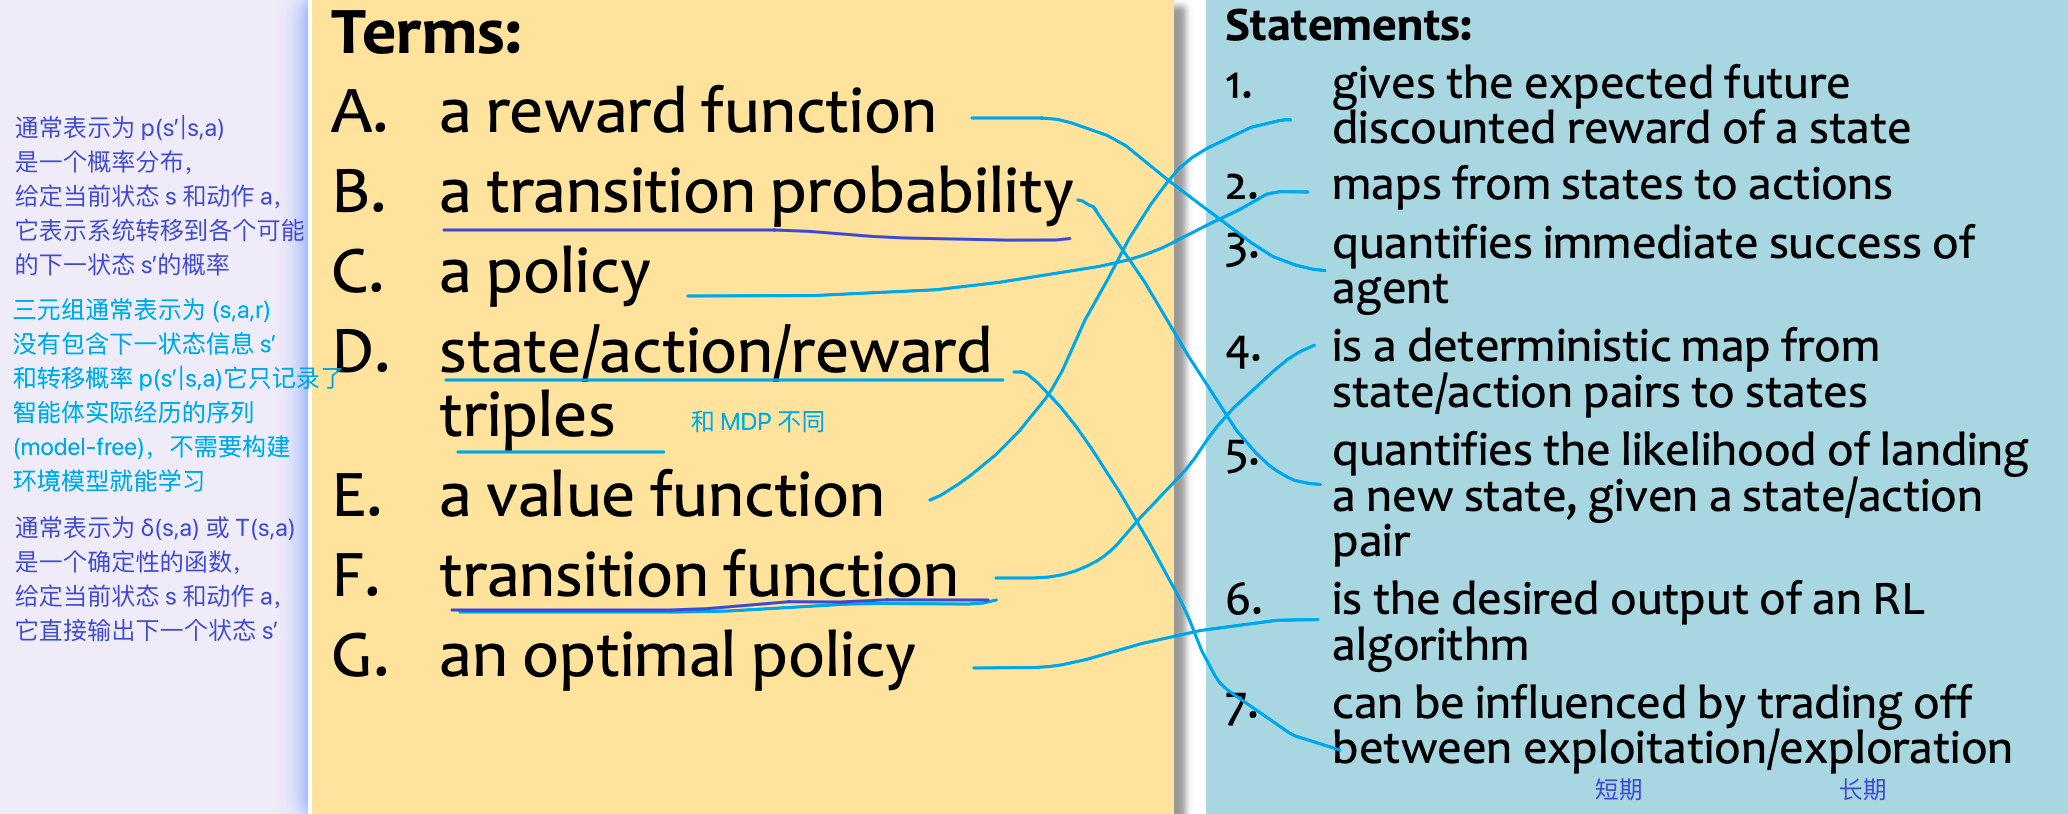 通常表示为 p(s′|s,a)
是一个概率分布，
给定当前状态 s 和动作 a，
它表示系统转移到各个可能
的下一状态 s′的概率
三元组通常表示为 (s,a,r)
没有包含下一状态信息 s′
和转移概率 p(s′|s,a)它只记录了
智能体实际经历的序列
(model-free)，不需要构建
环境模型就能学习
通常表示为 δ(s,a) 或 T(s,a)
是一个确定性的函数，
给定当前状态 s 和动作 a，
它直接输出下一个状态 s′
Terms:
A. a reward function
B. a transition probability
C. a policy
D. state/action/reward
triples
和 MDP 不同
E. a value function
F. transition function
G. an optimal policy
Statements:
1. gives the expected future
discounted reward of a state
2. maps from states to actions
3. quantifies immediate success of
agent
4. is a deterministic map from
state/action pairs to states
5. quantifies the likelihood of landing
a new state, given a state/action
pair
6. is the desired output of an RL
algorithm
7. can be influenced by trading off
between exploitation/exploration
短期 长期